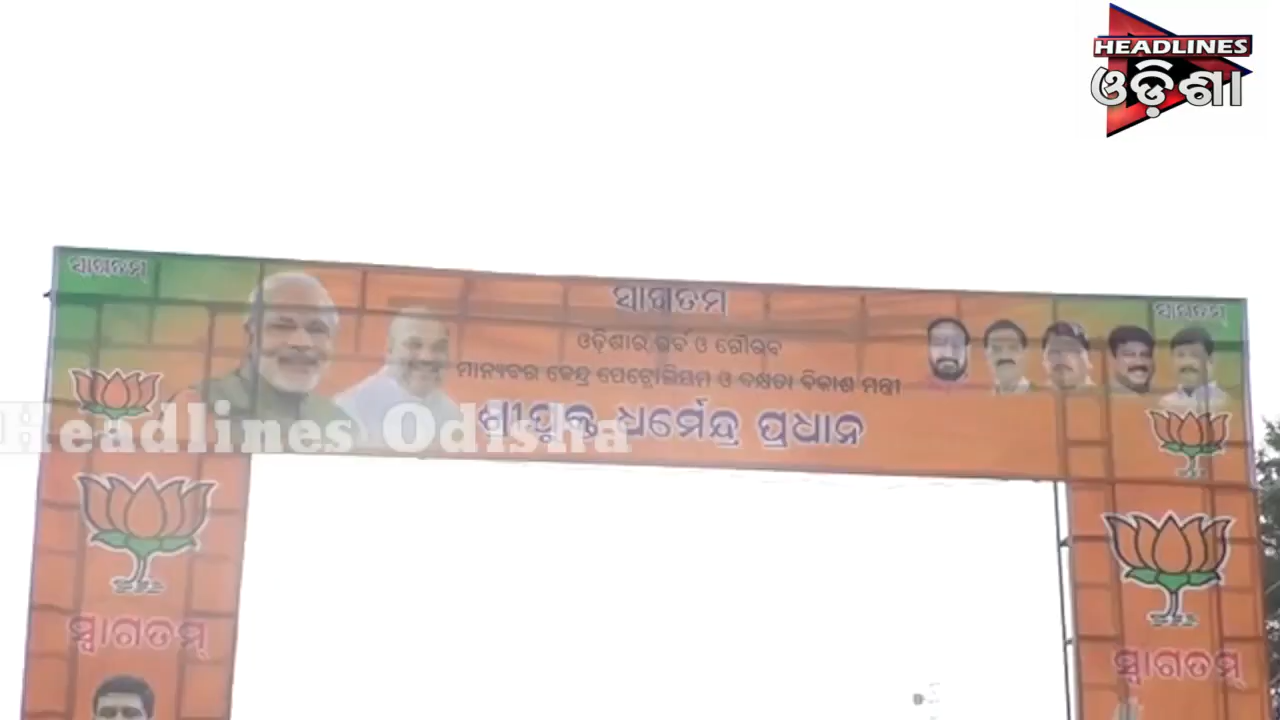 HEADLINES
ଓଡ଼ିଶା
ସ୍ୱାଗତମ୍
ସ୍ୱାଗତମ୍
ସ୍ୱାଗତମ୍
ଓଡ଼ିଶାର ଗର୍ବ ଓ ଗୌରବ
ମାନ୍ୟବର କେନ୍ଦ୍ର ପେଟ୍ରୋଲିୟମ ଓ ଦକ୍ଷତା ବିକାଶ ମନ୍ତ୍ରୀ
ଶ୍ରୀଯୁକ୍ତ ଧର୍ମେନ୍ଦ୍ର ପ୍ରଧାନ
Headlines Odisha
ସ୍ୱାଗତମ୍
ସ୍ୱାଗତମ୍